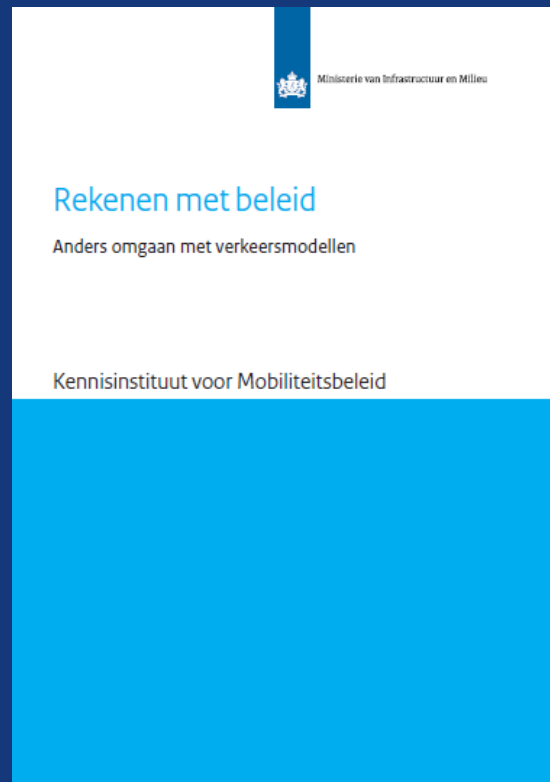 Ministerie van Infrastructuur en Milieu
Rekenen met beleid
Anders omgaan met verkeersmodellen
Kennisinstituut voor Mobiliteitsbeleid